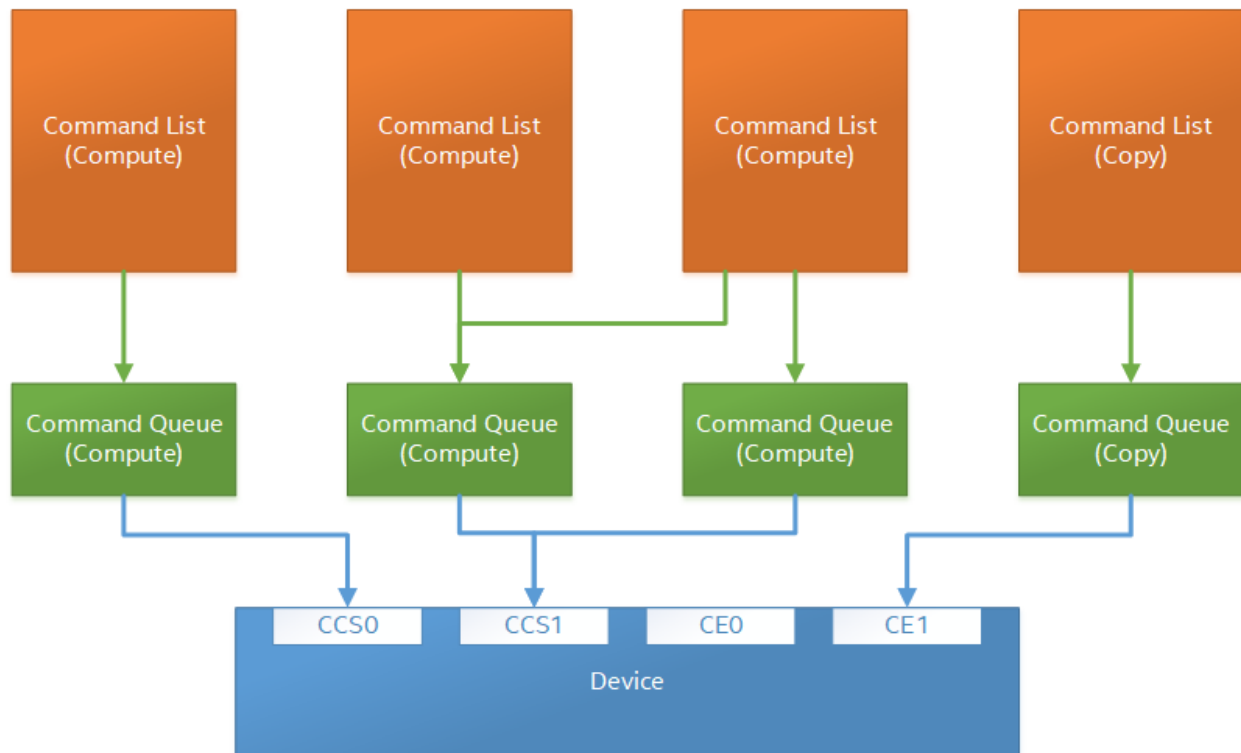 Command List
(Compute)
Command List
(Compute)
Command List
(Compute)
Command List
(Copy)
Command Queue
(Compute)
Command Queue
(Compute)
Command Queue
(Compute)
Command Queue
(Copy)
CCS0
CCS1
CE0
CE1
Device